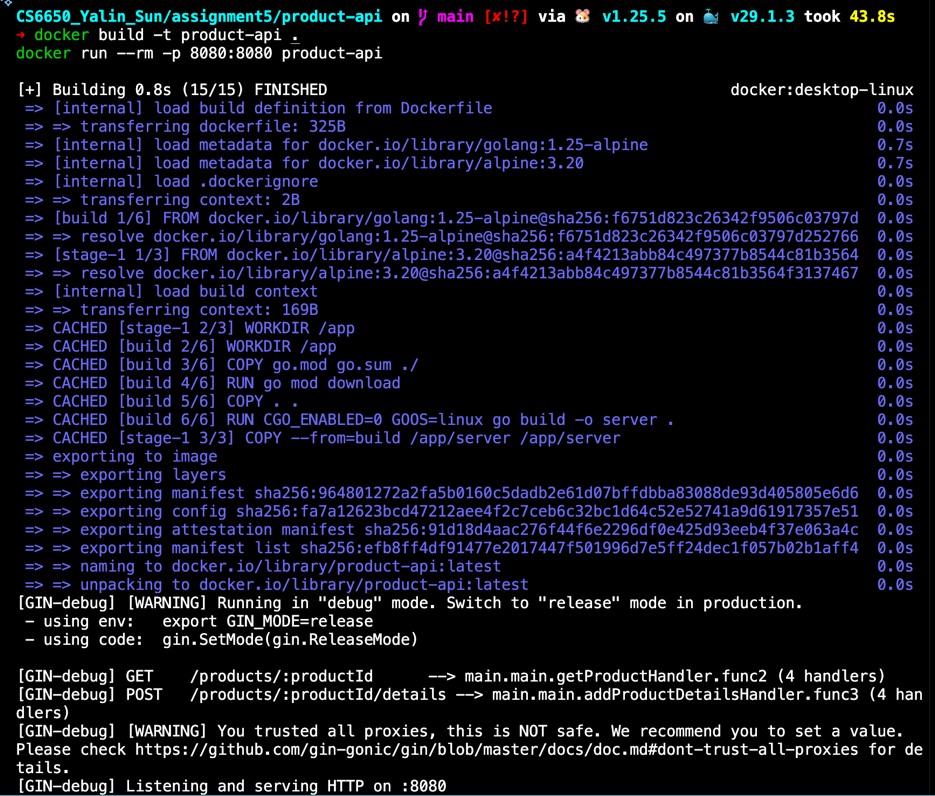 CS6650_Yalin_Sun/assignment5/product-api on main [✘!?] via 🐹 v1.25.5 on 🐳 v29.1.3 took 43.8s
→ docker build -t product-api .
docker run --rm -p 8080:8080 product-api
[+] Building 0.8s (15/15) FINISHED docker:desktop-linux
=> [internal] load build definition from Dockerfile 0.0s
=> => transferring dockerfile: 325B 0.0s
=> [internal] load metadata for docker.io/library/golang:1.25-alpine 0.7s
=> [internal] load metadata for docker.io/library/alpine:3.20 0.7s
=> [internal] load .dockerignore 0.0s
=> => transferring context: 2B 0.0s
=> [build 1/6] FROM docker.io/library/golang:1.25-alpine@sha256:f6751d823c26342f9506c03797d 0.0s
=> => resolve docker.io/library/golang:1.25-alpine@sha256:f6751d823c26342f9506c03797d252766 0.0s
=> [stage-1 1/3] FROM docker.io/library/alpine:3.20@sha256:a4f4213abb84c497377b8544c81b3564 0.0s
=> => resolve docker.io/library/alpine:3.20@sha256:a4f4213abb84c497377b8544c81b3564f3137467 0.0s
=> [internal] load build context 0.0s
=> => transferring context: 169B 0.0s
=> CACHED [stage-1 2/3] WORKDIR /app 0.0s
=> CACHED [build 2/6] WORKDIR /app 0.0s
=> CACHED [build 3/6] COPY go.mod go.sum ./ 0.0s
=> CACHED [build 4/6] RUN go mod download 0.0s
=> CACHED [build 5/6] COPY . . 0.0s
=> CACHED [build 6/6] RUN CGO_ENABLED=0 GOOS=linux go build -o server . 0.0s
=> CACHED [stage-1 3/3] COPY --from=build /app/server /app/server 0.0s
=> exporting to image 0.0s
=> => exporting layers 0.0s
=> => exporting manifest sha256:964801272a2fa5b0160c5dadb2e61d07bffdbba83088de93d405805e6d6 0.0s
=> => exporting config sha256:fa7a12623bcd47212aee4f2c7ceb6c32bc1d64c52e52741a9d61917357e51 0.0s
=> => exporting attestation manifest sha256:91d18d4aac276f44f6e2296df0e425d93eeb4f37e063a4c 0.0s
=> => exporting manifest list sha256:efb8ff4df91477e2017447f501996d7e5ff24dec1f057b02b1aff4 0.0s
=> => naming to docker.io/library/product-api:latest 0.0s
=> => unpacking to docker.io/library/product-api:latest 0.0s
[GIN-debug] [WARNING] Running in "debug" mode. Switch to "release" mode in production.
- using env: export GIN_MODE=release
- using code: gin.SetMode(gin.ReleaseMode)
[GIN-debug] GET /products/:productId --> main.main.getProductHandler.func2 (4 handlers)
[GIN-debug] POST /products/:productId/details --> main.main.addProductDetailsHandler.func3 (4 han
dlers)
[GIN-debug] [WARNING] You trusted all proxies, this is NOT safe. We recommend you to set a value.
Please check https://github.com/gin-gonic/gin/blob/master/docs/doc.md#dont-trust-all-proxies for de
tails.
[GIN-debug] Listening and serving HTTP on :8080